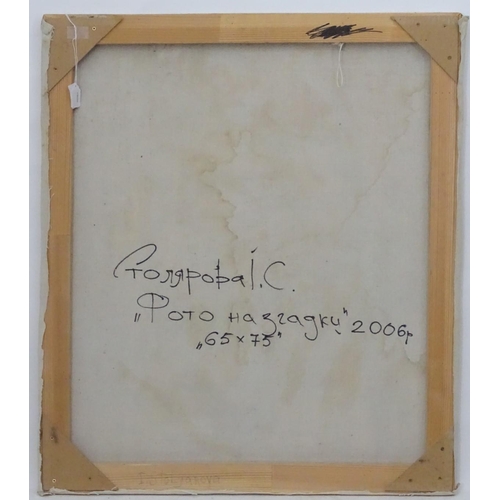 Столярова І. С.
„Фото на згадку" 2006р
„65×75"